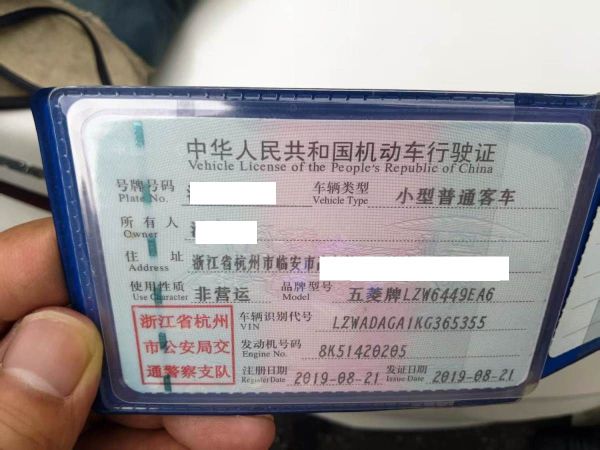 中华人民共和国机动车行驶证
Vehicle License of the People's Republic of China
号牌号码 车辆类型 小型普通客车
Plate No. Vehicle Type
所有人
Owner
住址 浙江省杭州市临安市
Address
使用性质 非营运 品牌型号 五菱牌LZW6449EA6
Use Character Model
浙江省杭州
市公安局交
通警察支队
车辆识别代号 LZWADAGA1KG365355
VIN
发动机号码 8K51420205
Engine No.
注册日期 2019-08-21 发证日期 2019-08-21
Register Date Issue Date